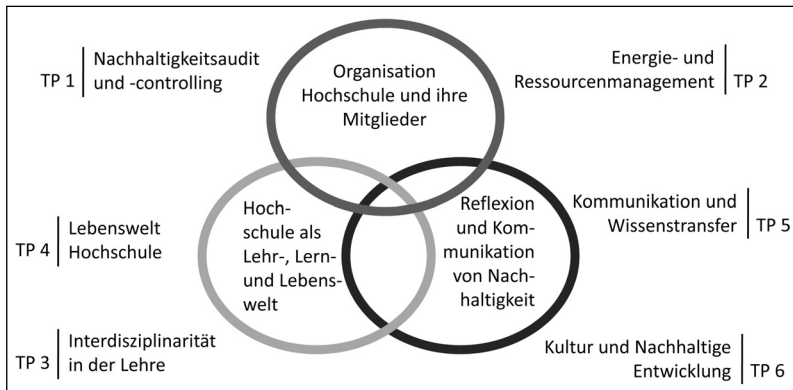 TP 1
Nachhaltigkeitsaudit
und -controlling
Organisation
Hochschule und ihre
Mitglieder
Energie- und
Ressourcenmanagement
TP 2
TP 4
Lebenswelt
Hochschule
Hoch-
schule als
Lehr-, Lern-
und Lebens-
welt
Reflexion
und Kom-
munikation
von Nach-
haltigkeit
Kommunikation und
Wissenstransfer
TP 5
TP 3
Interdisziplinarität
in der Lehre
Kultur und Nachhaltige
Entwicklung
TP 6